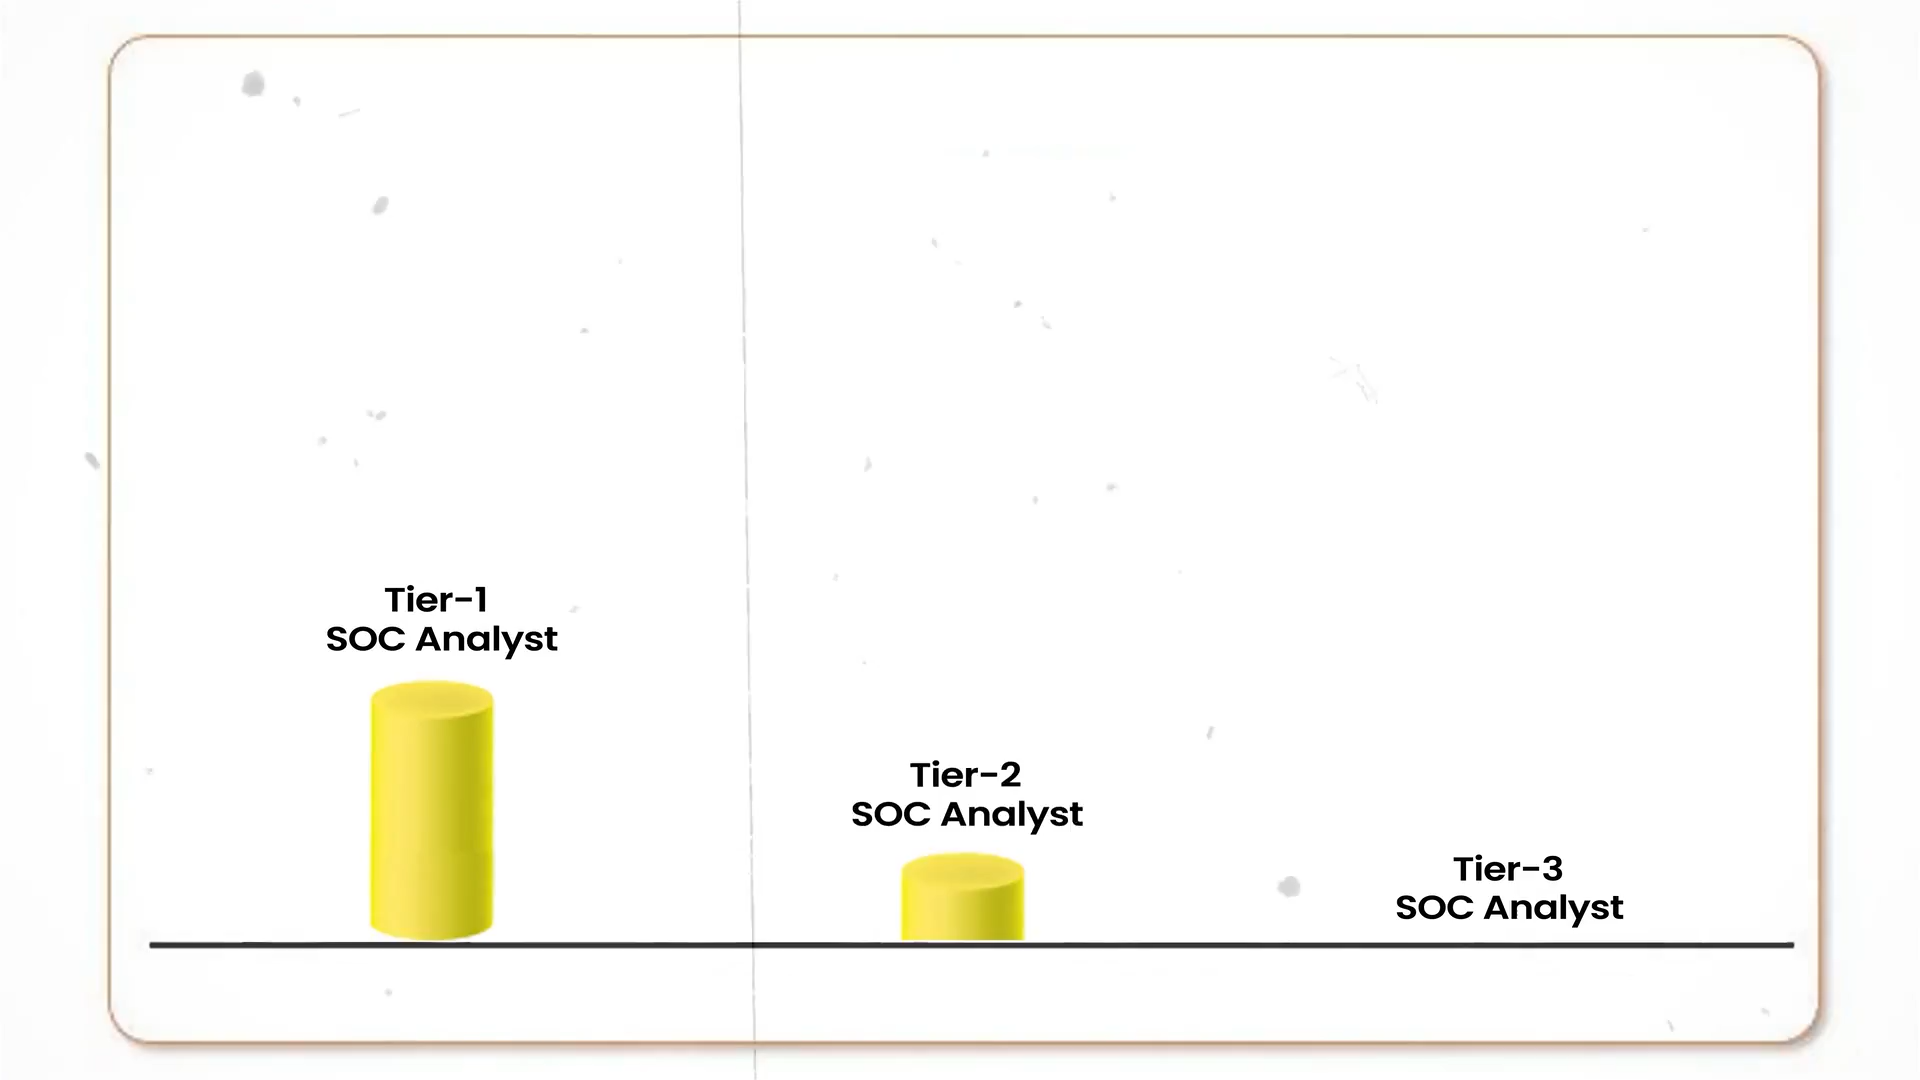 Tier-1
SOC Analyst
Tier-2
SOC Analyst
Tier-3
SOC Analyst